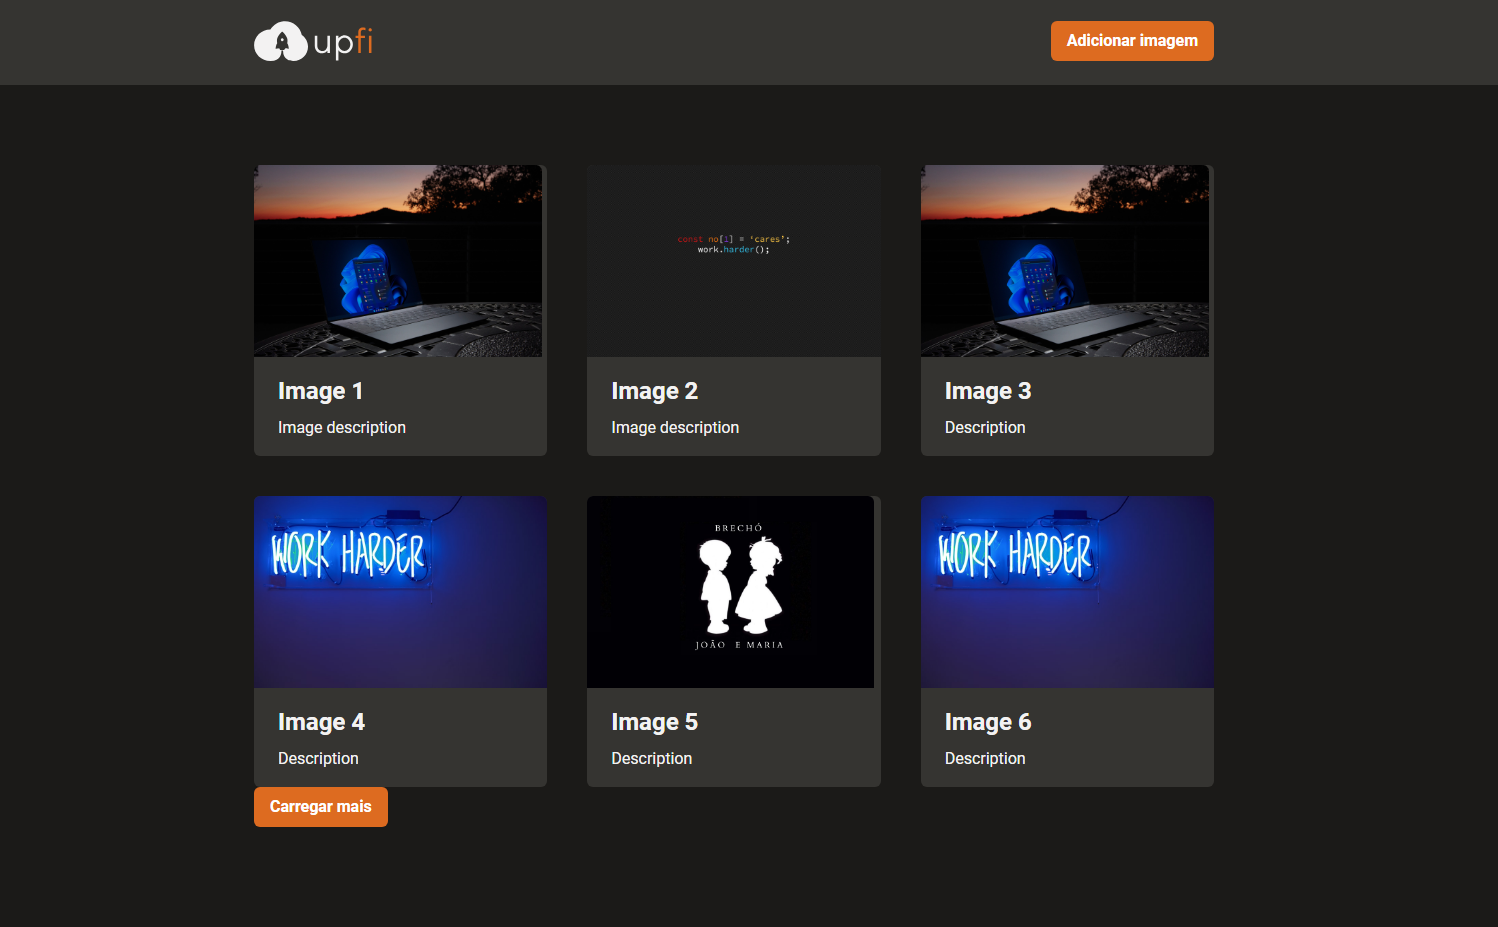 upfi
Adicionar imagem
const no[1] = ‘cares’;
work.harder();
Image 1
Image description
Image 2
Image description
Image 3
Description
WORK HARDER
BRECHÓ
JOÃO E MARIA
WORK HARDER
Image 4
Description
Image 5
Description
Image 6
Description
Carregar mais